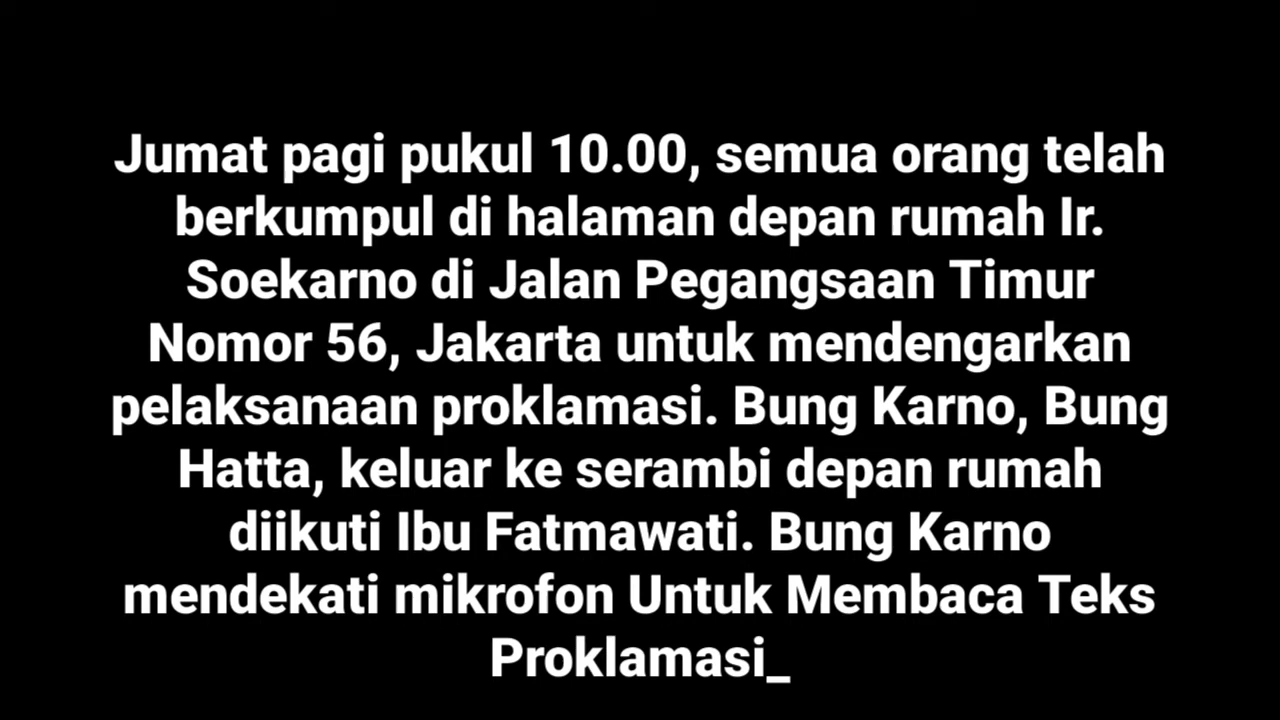 Jumat pagi pukul 10.00, semua orang telah
berkumpul di halaman depan rumah Ir.
Soekarno di Jalan Pegangsaan Timur
Nomor 56, Jakarta untuk mendengarkan
pelaksanaan proklamasi. Bung Karno, Bung
Hatta, keluar ke serambi depan rumah
diikuti Ibu Fatmawati. Bung Karno
mendekati mikrofon Untuk Membaca Teks
Proklamasi_